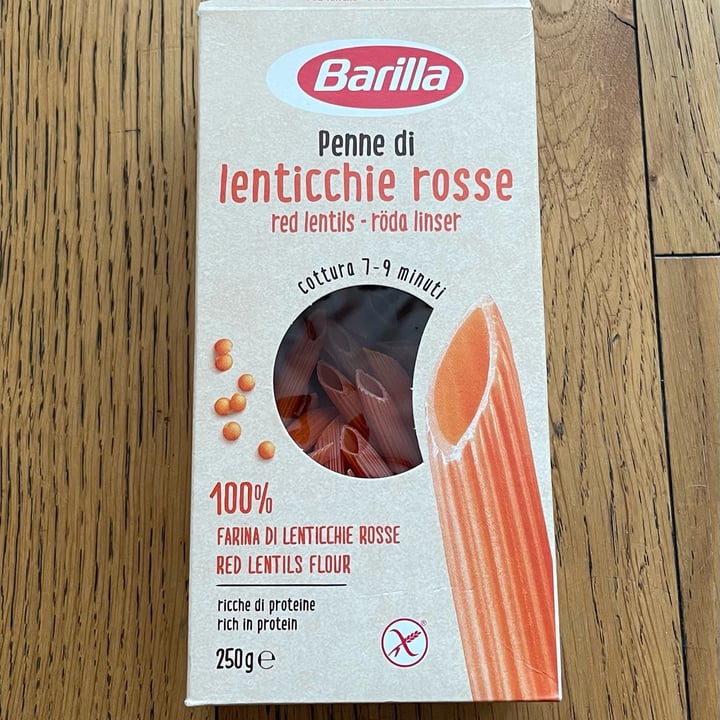 Barilla
Penne di
lenticchie rosse
red lentils - röda linser
cottura 7-9 minuti
100%
FARINA DI LENTICCHIE ROSSE
RED LENTILS FLOUR
ricche di proteine
rich in protein
250g ℮
®